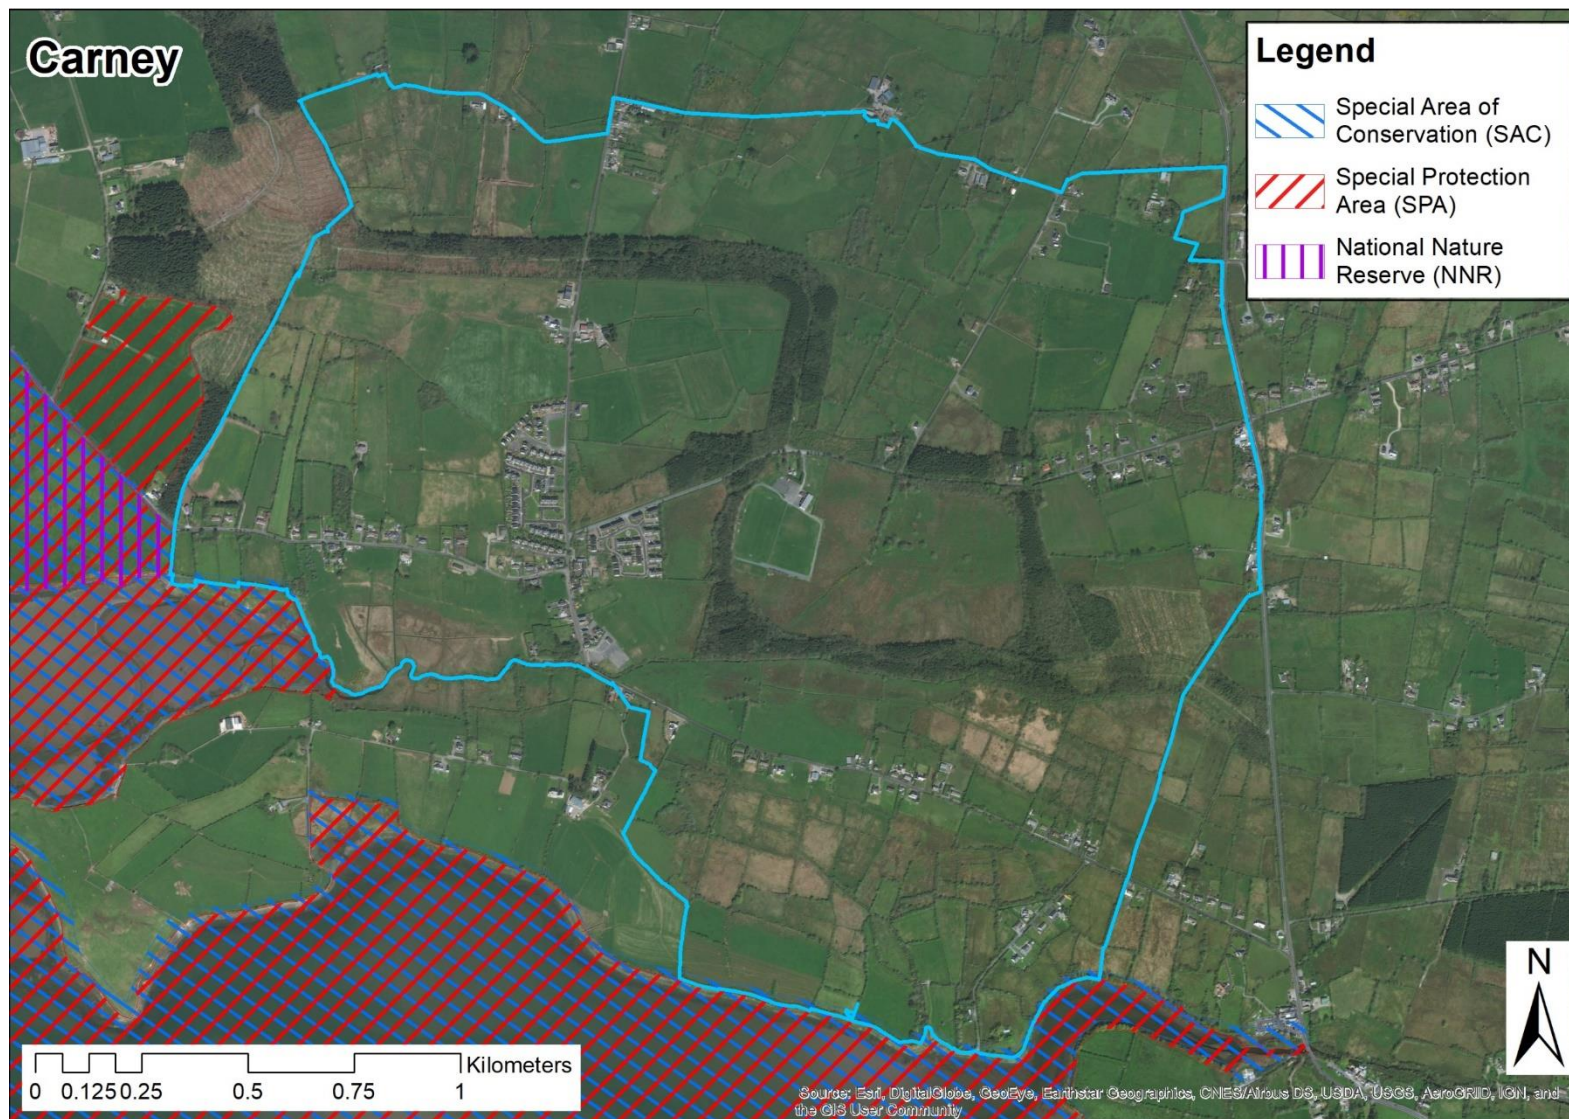 Carney
Legend
Special Area of
Conservation (SAC)
Special Protection
Area (SPA)
National Nature
Reserve (NNR)
N
Kilometers
0 0.125 0.25 0.5 0.75 1
Source: Esri, DigitalGlobe, GeoEye, Earthstar Geographics, CNES/Airbus DS, USDA, USGS, AeroGRID, IGN, and
the GIS User Community